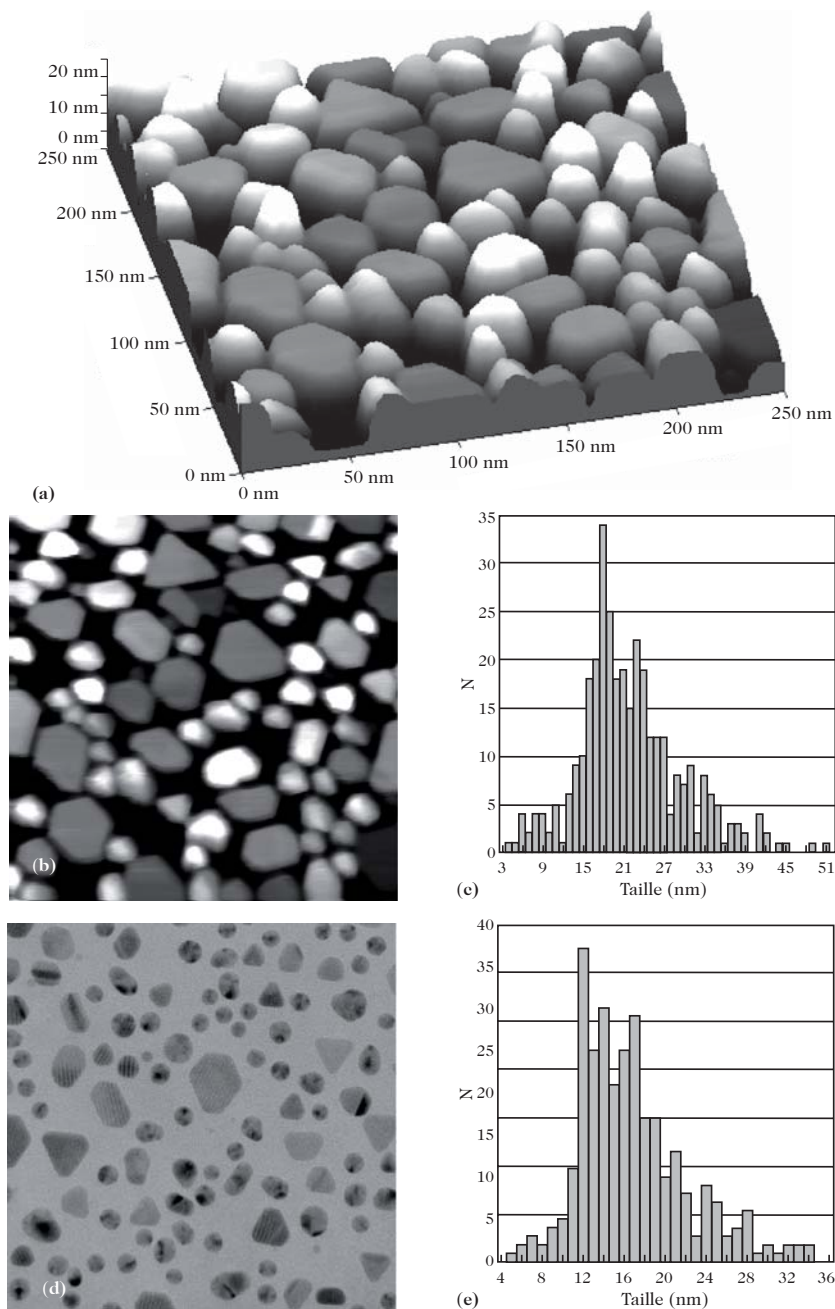 20 nm
10 nm
0 nm
250 nm
200 nm
150 nm
100 nm
50 nm
0 nm
0 nm
50 nm
100 nm
150 nm
200 nm
250 nm
(a)
(b)
35
30
25
20
15
10
5
0
N
3 9 15 21 27 33 39 45 51
Taille (nm)
(c)
(d)
40
35
30
25
20
15
10
5
0
N
4 8 12 16 20 24 28 32 36
Taille (nm)
(e)